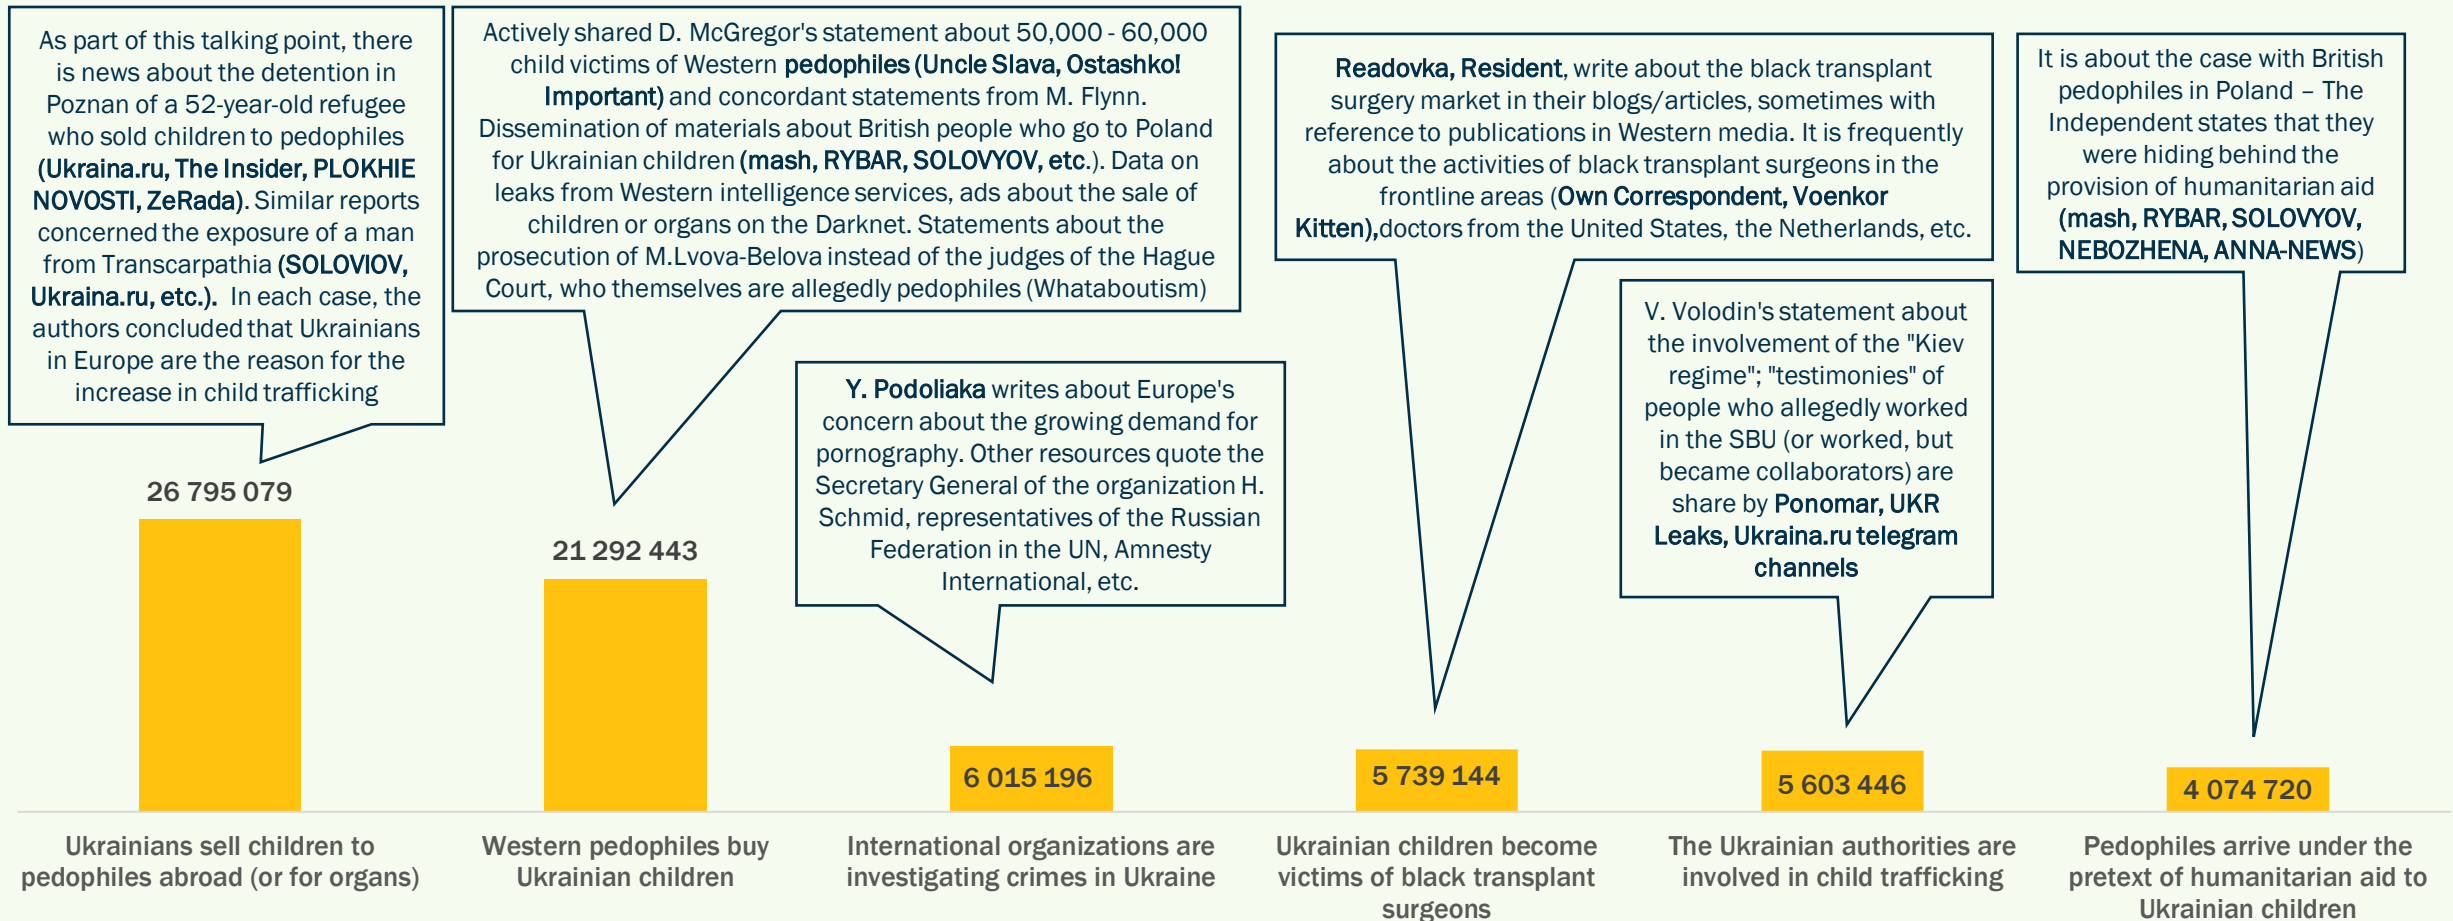 As part of this talking point, there
is news about the detention in
Poznan of a 52-year-old refugee
who sold children to pedophiles
(Ukraina.ru, The Insider, PLOKHIE
NOVOSTI, ZeRada). Similar reports
concerned the exposure of a man
from Transcarpathia (SOLOVIOV,
Ukraina.ru, etc.). In each case, the
authors concluded that Ukrainians
in Europe are the reason for the
increase in child trafficking
26 795 079
Ukrainians sell children to
pedophiles abroad (or for organs)
Actively shared D. McGregor's statement about 50,000 - 60,000
child victims of Western pedophiles (Uncle Slava, Ostashko!
Important) and concordant statements from M. Flynn.
Dissemination of materials about British people who go to Poland
for Ukrainian children (mash, RYBAR, SOLOVYOV, etc.). Data on
leaks from Western intelligence services, ads about the sale of
children or organs on the Darknet. Statements about the
prosecution of M.Lvova-Belova instead of the judges of the Hague
Court, who themselves are allegedly pedophiles (Whataboutism)
21 292 443
Western pedophiles buy
Ukrainian children
Y. Podoliaka writes about Europe's
concern about the growing demand for
pornography. Other resources quote the
Secretary General of the organization H.
Schmid, representatives of the Russian
Federation in the UN, Amnesty
International, etc.
6 015 196
International organizations are
investigating crimes in Ukraine
Readovka, Resident, write about the black transplant
surgery market in their blogs/articles, sometimes with
reference to publications in Western media. It is frequently
about the activities of black transplant surgeons in the
frontline areas (Own Correspondent, Voenkor
Kitten),doctors from the United States, the Netherlands, etc.
5 739 144
Ukrainian children become
victims of black transplant
surgeons
V. Volodin's statement about
the involvement of the "Kiev
regime"; "testimonies" of
people who allegedly worked
in the SBU (or worked, but
became collaborators) are
share by Ponomar, UKR
Leaks, Ukraina.ru telegram
channels
5 603 446
The Ukrainian authorities are
involved in child trafficking
It is about the case with British
pedophiles in Poland – The
Independent states that they
were hiding behind the
provision of humanitarian aid
(mash, RYBAR, SOLOVYOV,
NEBOZHENA, ANNA-NEWS)
4 074 720
Pedophiles arrive under the
pretext of humanitarian aid to
Ukrainian children